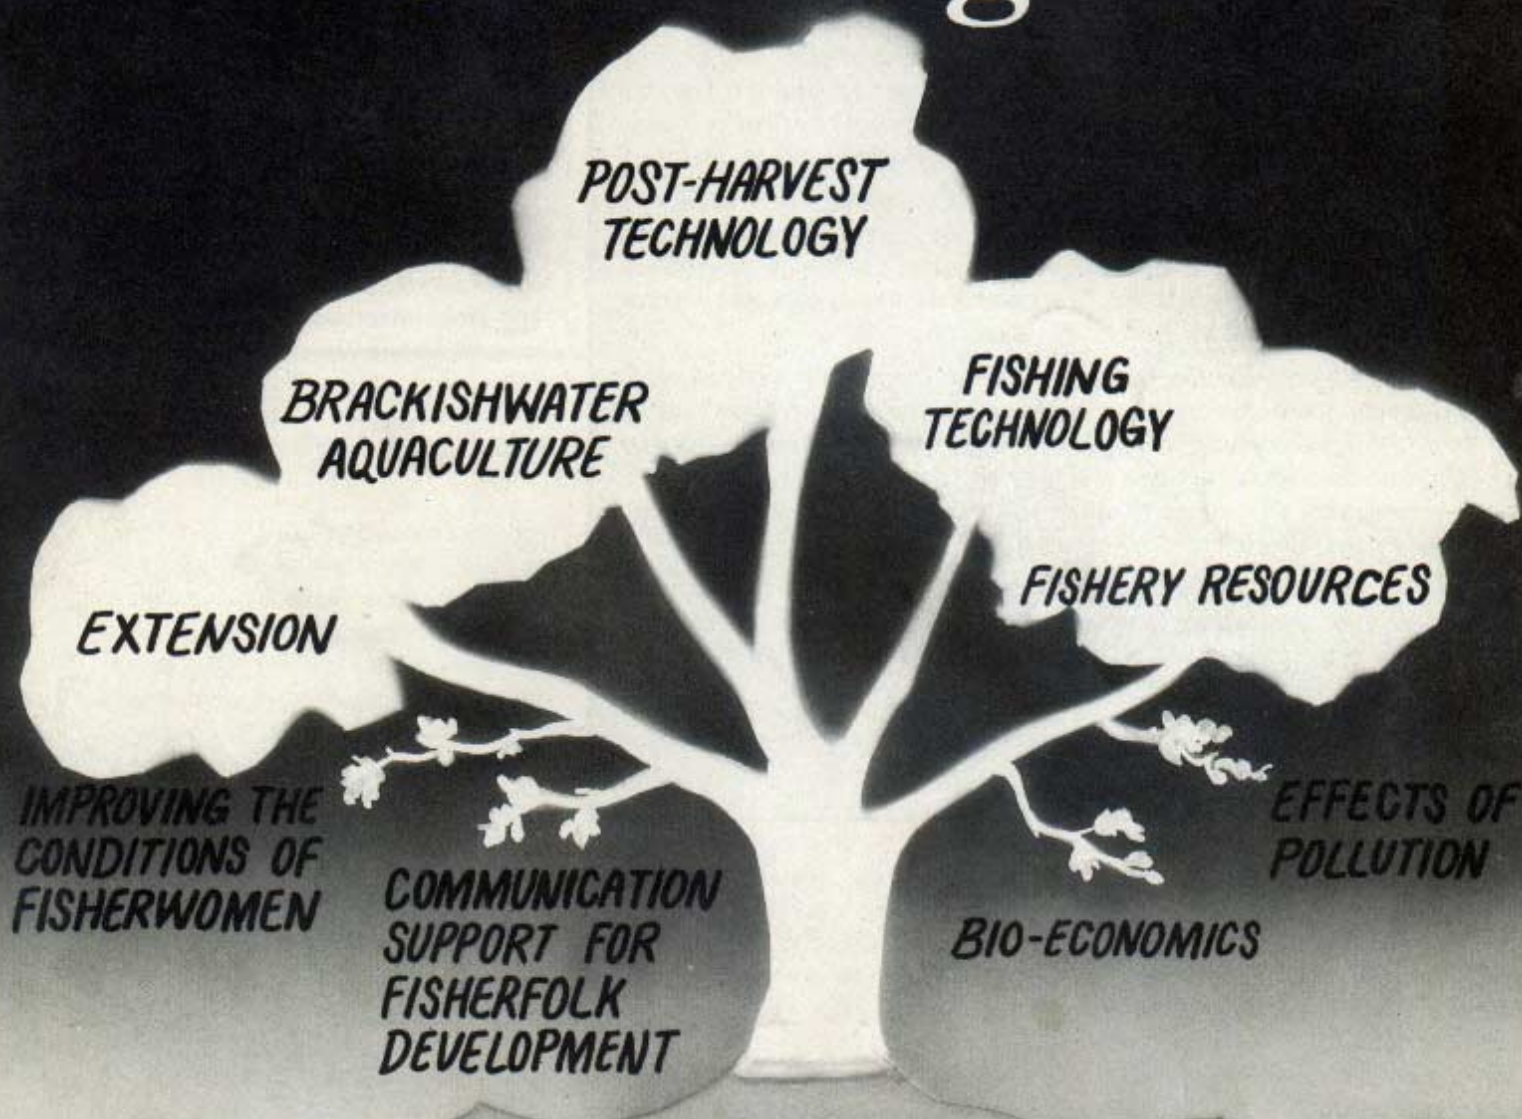 POST-HARVEST
TECHNOLOGY
BRACKISHWATER
AQUACULTURE
FISHING
TECHNOLOGY
EXTENSION
FISHERY RESOURCES
IMPROVING THE
CONDITIONS OF
FISHERWOMEN
COMMUNICATION
SUPPORT FOR
FISHERFOLK
DEVELOPMENT
BIO-ECONOMICS
EFFECTS OF
POLLUTION